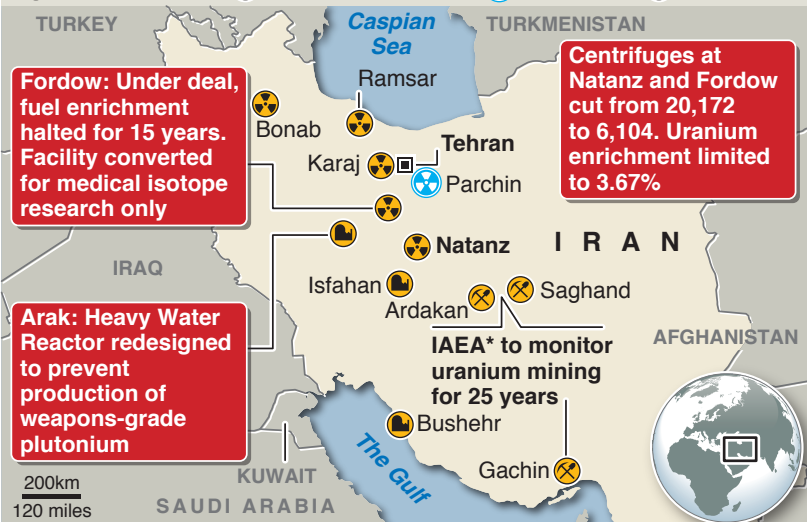 TURKEY
Caspian
Sea
TURKMENISTAN
Fordow: Under deal,
fuel enrichment
halted for 15 years.
Facility converted
for medical isotope
research only
Ramsar
Bonab
Centrifuges at
Natanz and Fordow
cut from 20,172
to 6,104. Uranium
enrichment limited
to 3.67%
Tehran
Karaj
Parchin
Natanz
IRAN
IRAQ
Isfahan
Ardakan
Saghand
Arak: Heavy Water
Reactor redesigned
to prevent
production of
weapons-grade
plutonium
IAEA* to monitor
uranium mining
for 25 years
AFGHANISTAN
Bushehr
The Gulf
Gachin
KUWAIT
SAUDI ARABIA
200km
120 miles